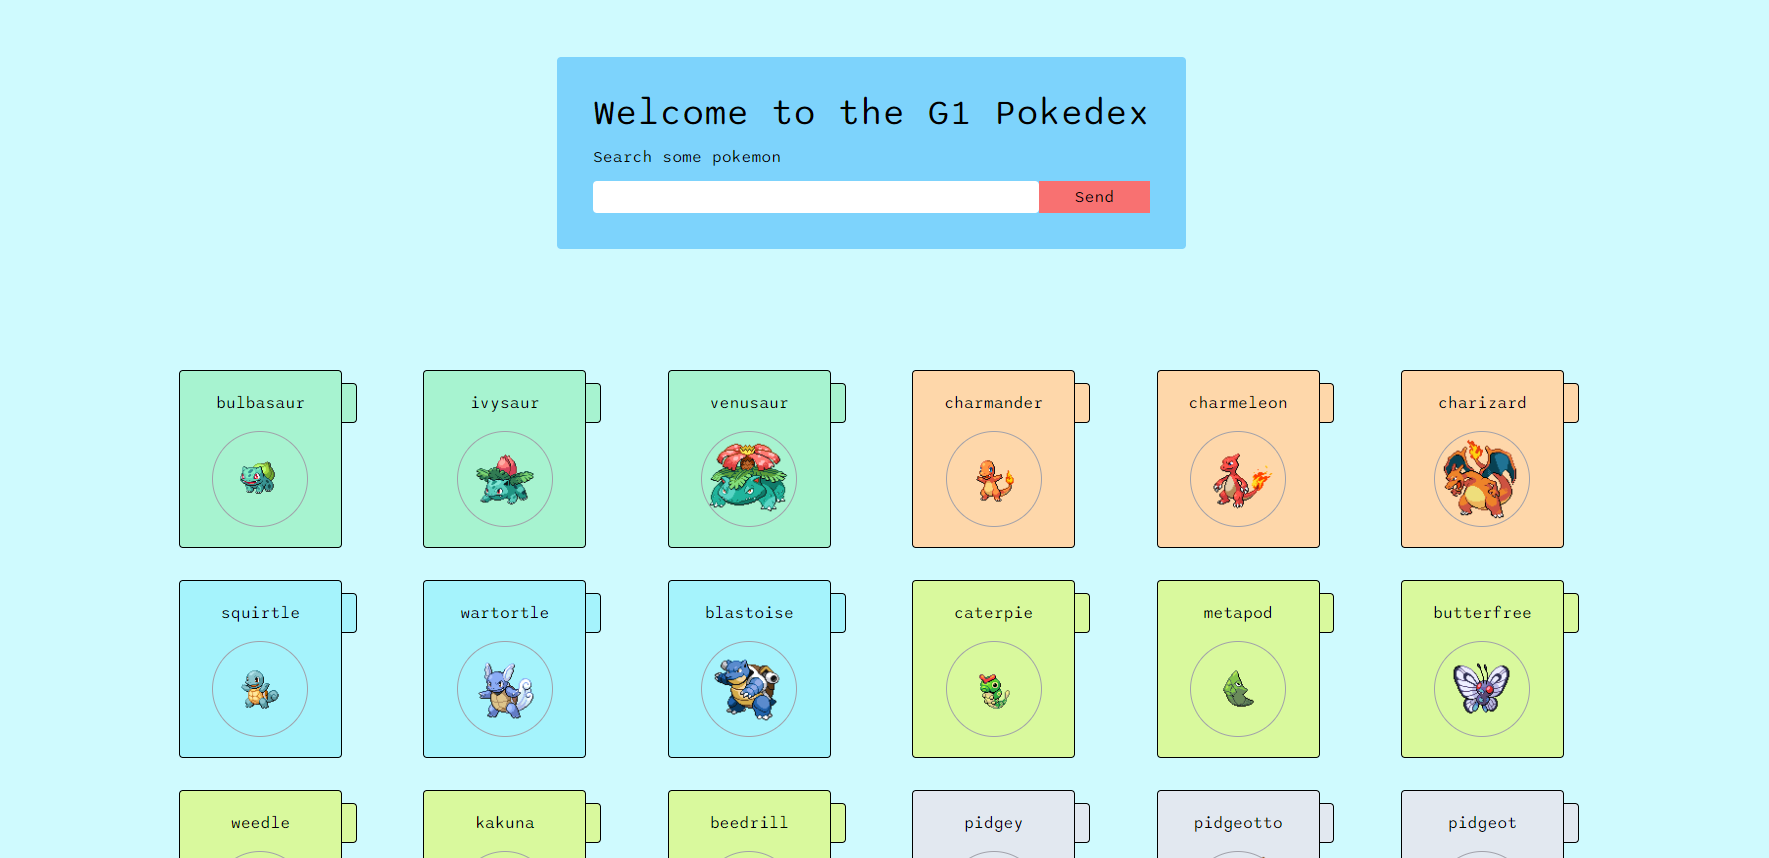 Welcome to the G1 Pokedex
Search some pokemon
Send
bulbasaur
ivysaur
venusaur
charmander
charmeleon
charizard
squirtle
wartortle
blastoise
caterpie
metapod
butterfree
weedle
kakuna
beedrill
pidgey
pidgeotto
pidgeot